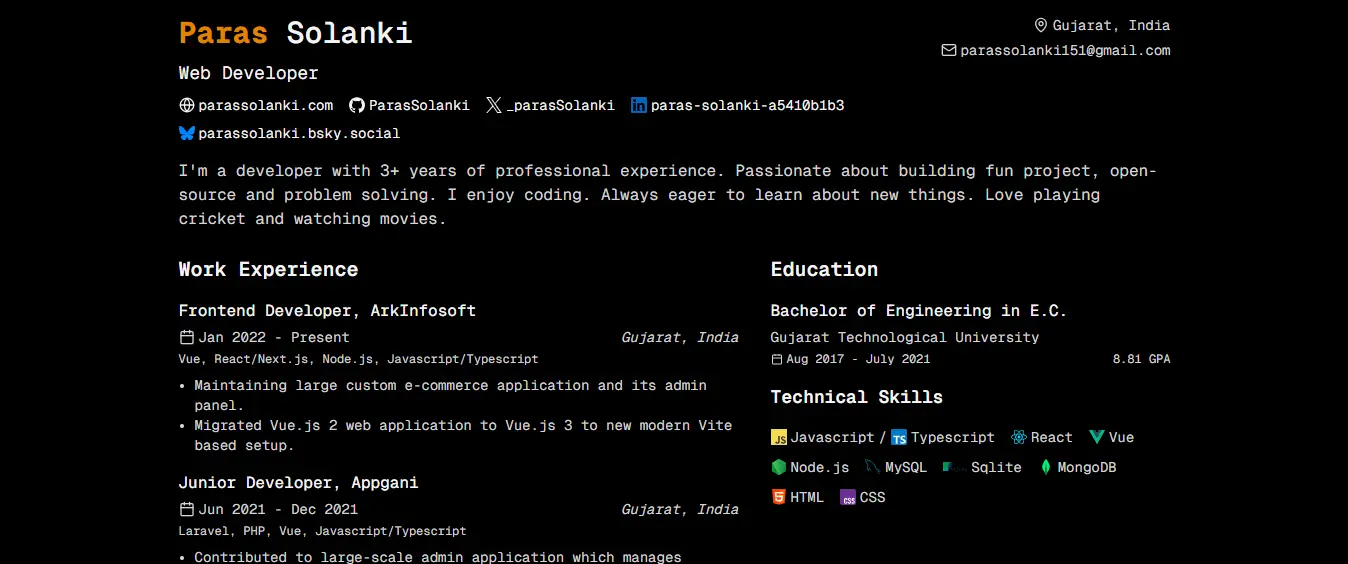 Paras Solanki
Gujarat, India
parassolanki151@gmail.com
Web Developer
parassolanki.com ParasSolanki _parasSolanki paras-solanki-a5410b1b3
parassolanki.bsky.social
I'm a developer with 3+ years of professional experience. Passionate about building fun project, open-
source and problem solving. I enjoy coding. Always eager to learn about new things. Love playing
cricket and watching movies.
Work Experience
Frontend Developer, ArkInfosoft
Jan 2022 - Present Gujarat, India
Vue, React/Next.js, Node.js, Javascript/Typescript
• Maintaining large custom e-commerce application and its admin
panel.
• Migrated Vue.js 2 web application to Vue.js 3 to new modern Vite
based setup.
Junior Developer, Appgani
Jun 2021 - Dec 2021 Gujarat, India
Laravel, PHP, Vue, Javascript/Typescript
• Contributed to large-scale admin application which manages
Education
Bachelor of Engineering in E.C.
Gujarat Technological University
Aug 2017 - July 2021 8.81 GPA
Technical Skills
JS Javascript / TS Typescript React Vue
Node.js MySQL Sqlite MongoDB
HTML CSS CSS